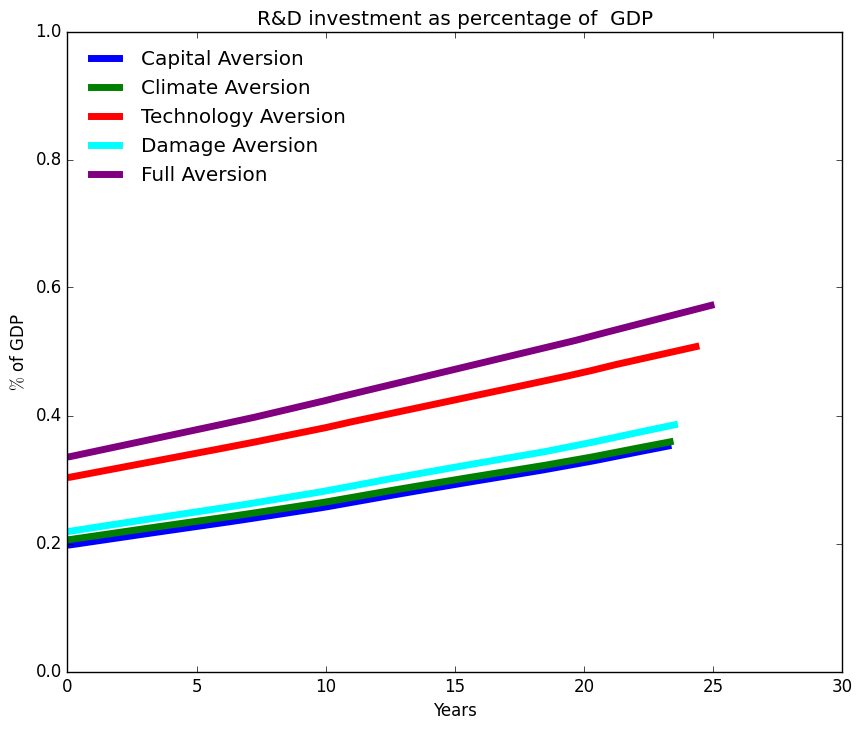 R&D investment as percentage of  GDP
1.0
0.8
0.6
0.4
0.2
0.0
% of GDP
Capital Aversion
Climate Aversion
Technology Aversion
Damage Aversion
Full Aversion
0 5 10 15 20 25 30
Years